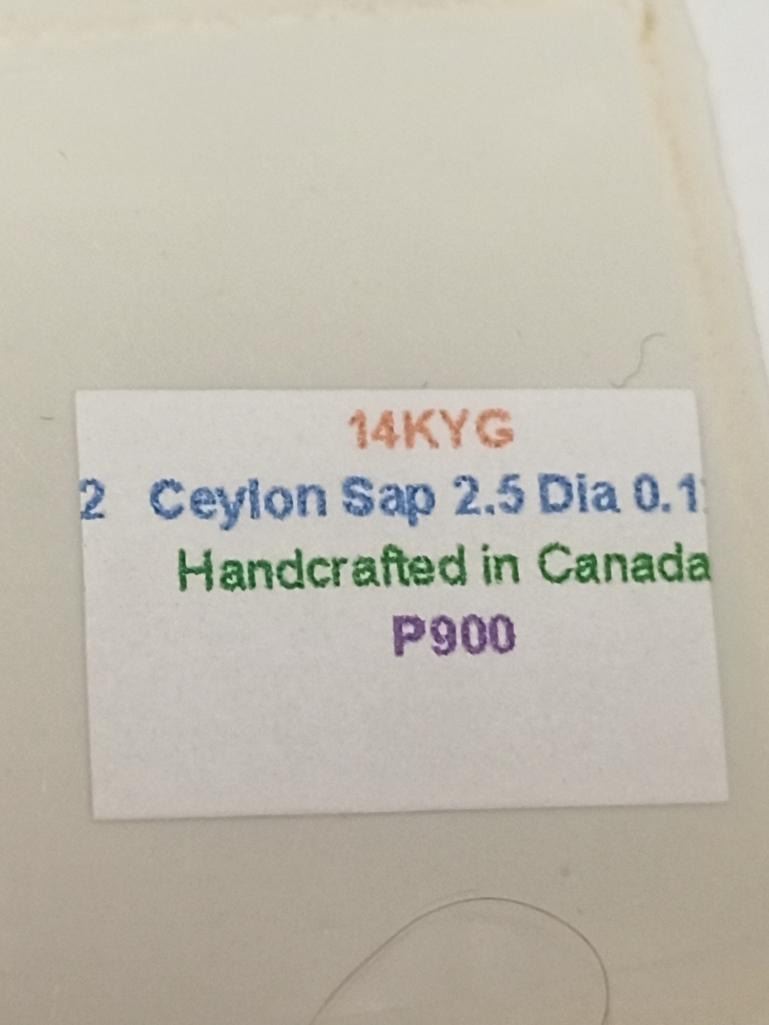 14KYG
2 Ceylon Sap 2.5 Dia 0.1
Handcrafted in Canada
P900